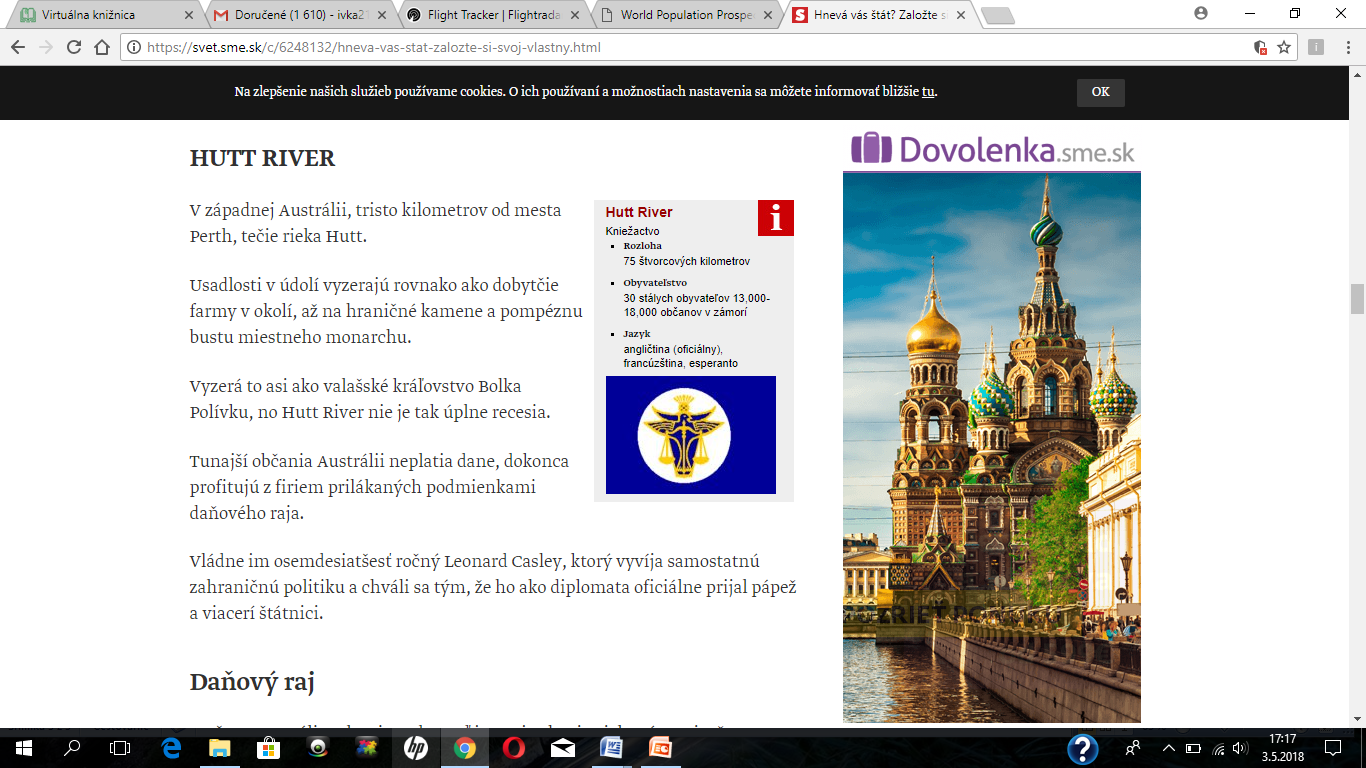 Virtuálna knižnica
Doručené (1 610) - ivka21
Flight Tracker | Flightrada
World Population Prospe
Hnevá vás štát? Založte s
https://svet.sme.sk/c/6248132/hneva-vas-stat-zalozte-si-svoj-vlastny.html
Na zlepšenie našich služieb používame cookies. O ich používaní a možnostiach nastavenia sa môžete informovať bližšie tu.
OK
HUTT RIVER
V západnej Austrálii, tristo kilometrov od mesta
Perth, tečie rieka Hutt.
Usadlosti v údolí vyzerajú rovnako ako dobytčie
farmy v okolí, až na hraničné kamene a pompéznu
bustu miestneho monarchu.
Vyzerá to asi ako valašské kráľovstvo Bolka
Polívku, no Hutt River nie je tak úplne recesia.
Tunajší občania Austrálii neplatia dane, dokonca
profitujú z firiem prilákaných podmienkami
daňového raja.
Vládne im osemdesiatšesť ročný Leonard Casley, ktorý vyvíja samostatnú
zahraničnú politiku a chváli sa tým, že ho ako diplomata oficiálne prijal pápež
a viacerí štátnici.
Daňový raj
Hutt River
i
Kniežactvo
Rozloha
75 štvorcových kilometrov
Obyvateľstvo
30 stálych obyvateľov 13,000-
18,000 občanov v zámorí
Jazyk
angličtina (oficiálny),
francúzština, esperanto
Dovolenka.sme.sk
17:17
3.5.2018